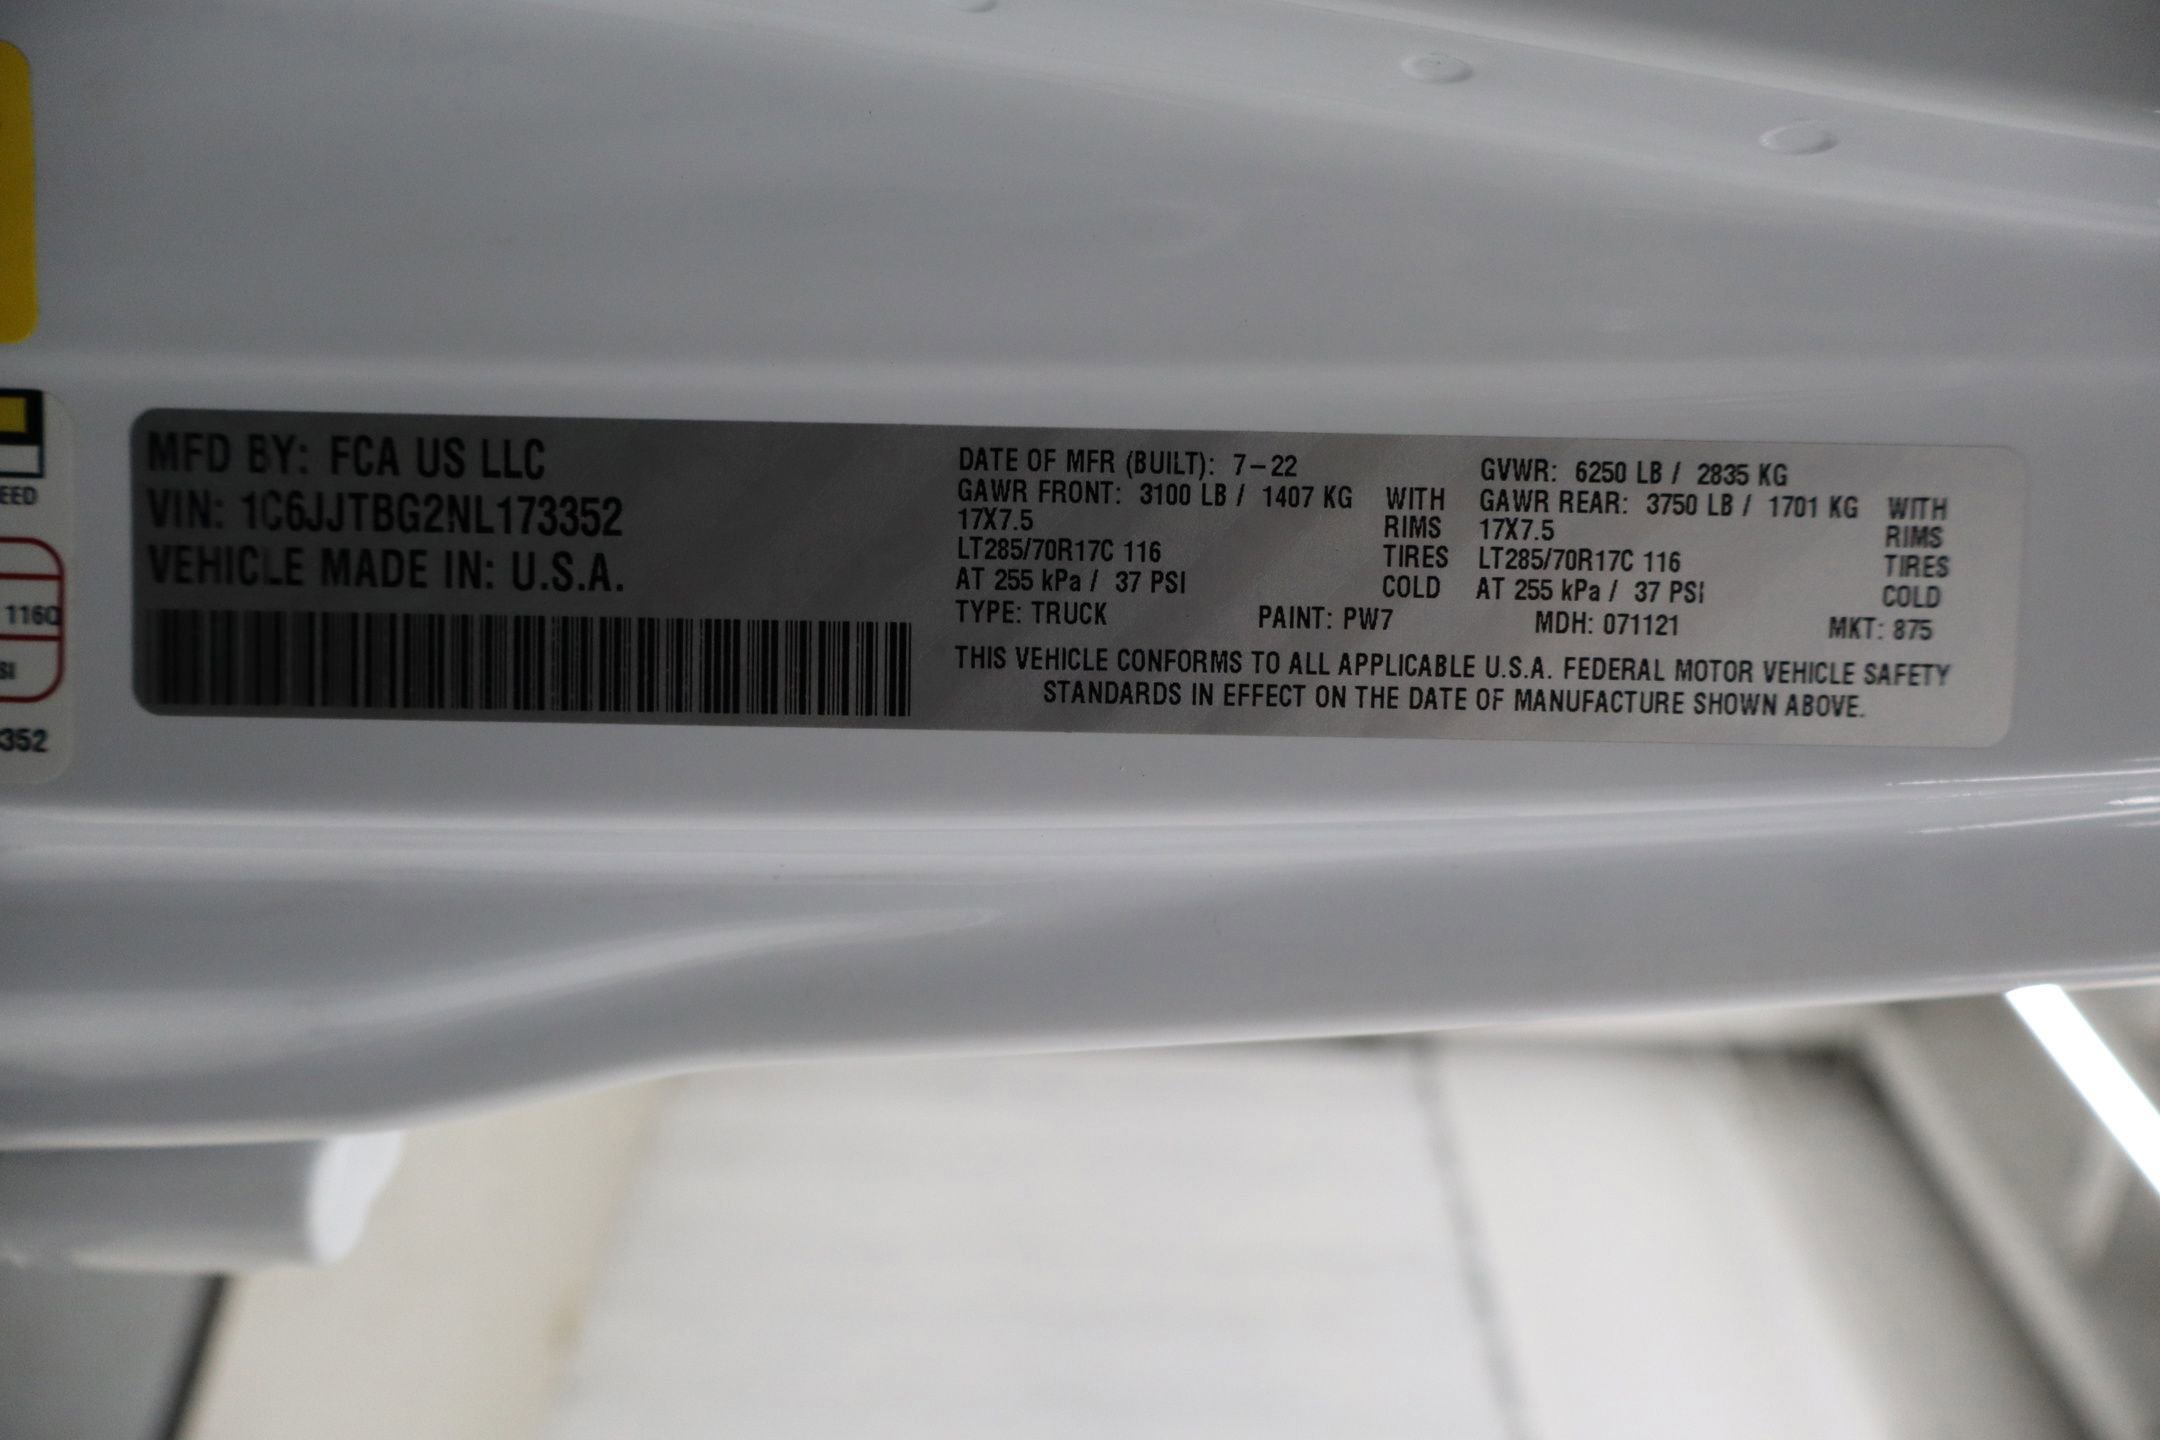 MFD BY: FCA US LLC
VIN: 1C6JJTBG2NL173352
VEHICLE MADE IN: U.S.A.
DATE OF MFR (BUILT): 7-22 GVWR: 6250 LB / 2835 KG
GAWR FRONT: 3100 LB / 1407 KG WITH GAWR REAR: 3750 LB / 1701 KG WITH
17X7.5 RIMS 17X7.5 RIMS
LT285/70R17C 116 TIRES LT285/70R17C 116 TIRES
AT 255 kPa / 37 PSI COLD AT 255 kPa / 37 PSI COLD
TYPE: TRUCK PAINT: PW7 MDH: 071121 MKT: 875
THIS VEHICLE CONFORMS TO ALL APPLICABLE U.S.A. FEDERAL MOTOR VEHICLE SAFETY
STANDARDS IN EFFECT ON THE DATE OF MANUFACTURE SHOWN ABOVE.
EED
116Q
SI
352